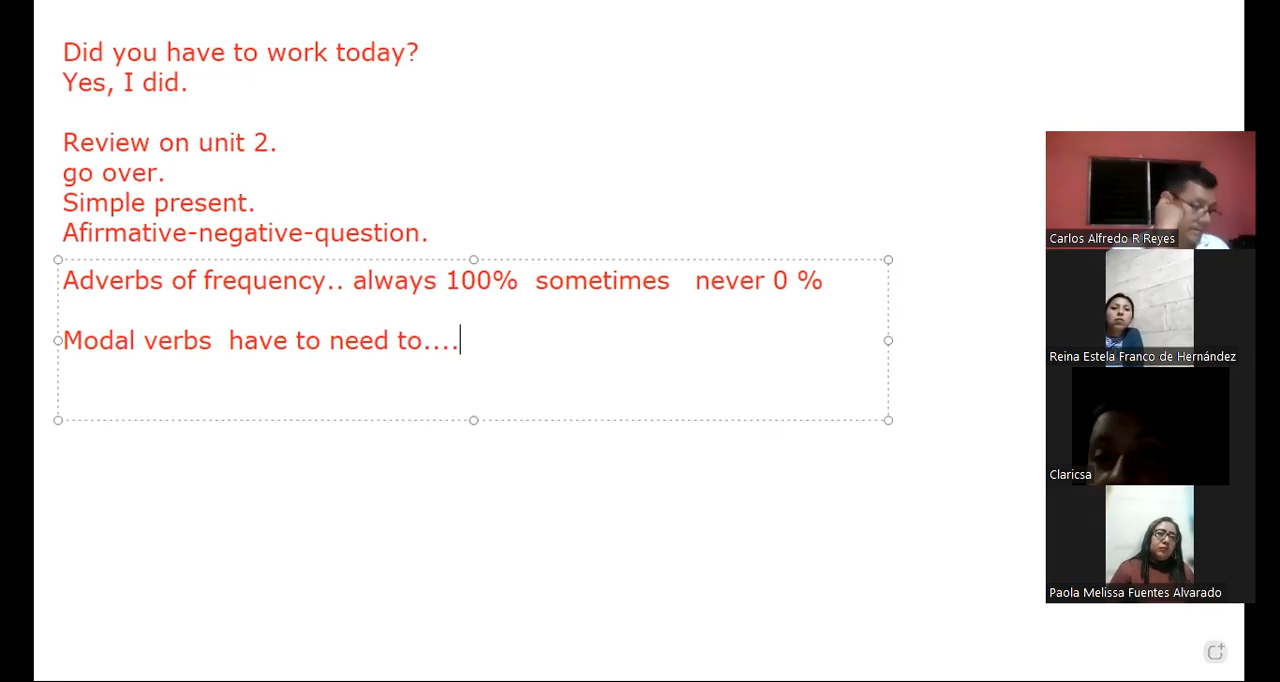 Did you have to work today?
Yes, I did.
Review on unit 2.
go over.
Simple present.
Afirmative-negative-question.
Adverbs of frequency.. always 100%  sometimes   never 0 %
Modal verbs  have to need to....
Carlos Alfredo R Reyes
Reina Estela Franco de Hernández
Claricsa
Paola Melissa Fuentes Alvarado